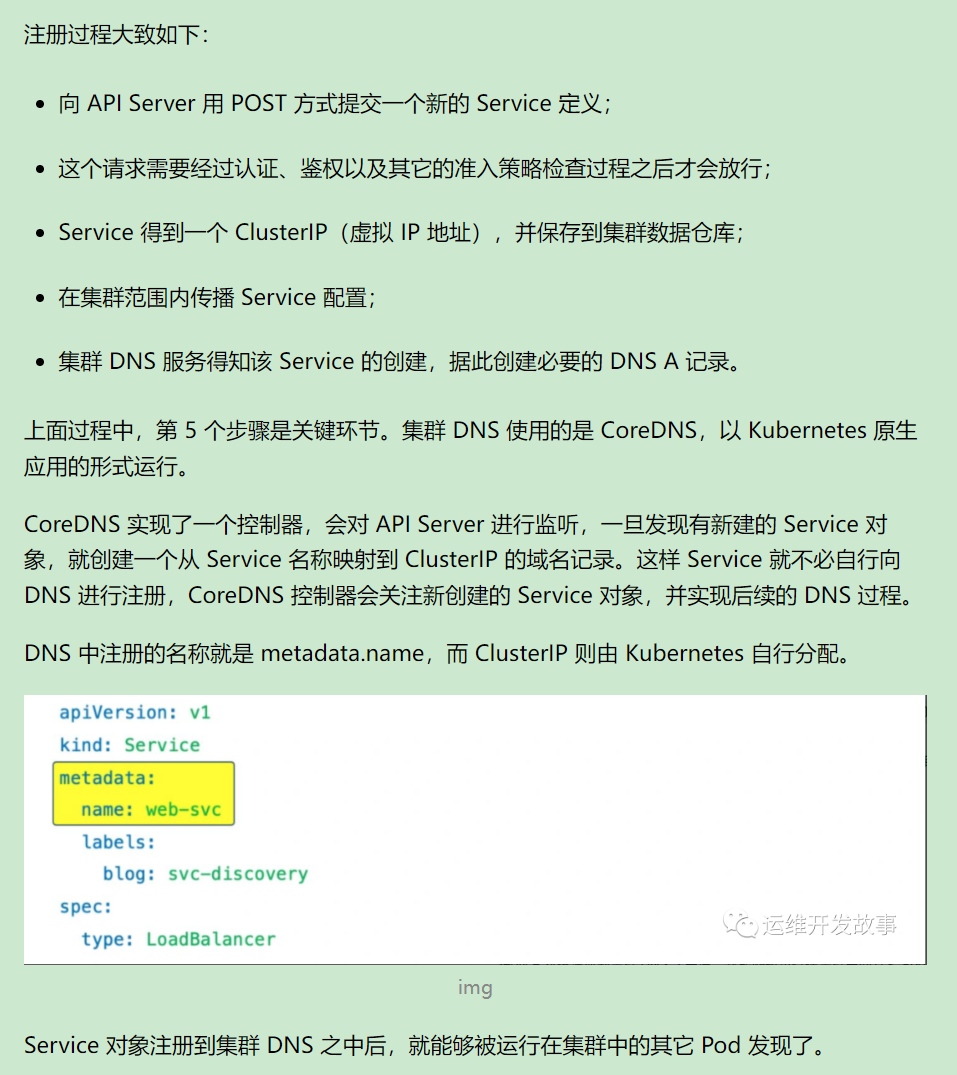 注册过程大致如下：
• 向 API Server 用 POST 方式提交一个新的 Service 定义；
• 这个请求需要经过认证、鉴权以及其它的准入策略检查过程之后才会放行；
• Service 得到一个 ClusterIP（虚拟 IP 地址），并保存到集群数据仓库；
• 在集群范围内传播 Service 配置；
• 集群 DNS 服务得知该 Service 的创建，据此创建必要的 DNS A 记录。
上面过程中，第 5 个步骤是关键环节。集群 DNS 使用的是 CoreDNS，以 Kubernetes 原生
应用的形式运行。
CoreDNS 实现了一个控制器，会对 API Server 进行监听，一旦发现有新建的 Service 对
象，就创建一个从 Service 名称映射到 ClusterIP 的域名记录。这样 Service 就不必自行向
DNS 进行注册，CoreDNS 控制器会关注新创建的 Service 对象，并实现后续的 DNS 过程。
DNS 中注册的名称就是 metadata.name，而 ClusterIP 则由 Kubernetes 自行分配。
apiVersion: v1
kind: Service
metadata:
  name: web-svc
  labels:
    blog: svc-discovery
spec:
  type: LoadBalancer
运维开发故事
img
Service 对象注册到集群 DNS 之中后，就能够被运行在集群中的其它 Pod 发现了。